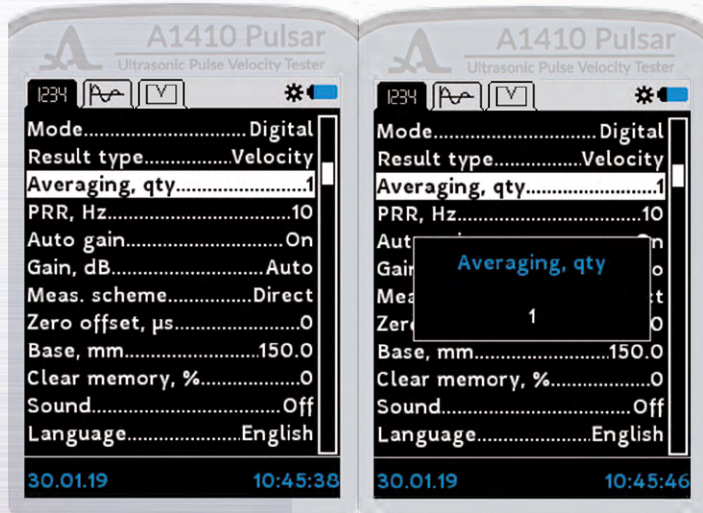 A1410 Pulsar
Ultrasonic Pulse Velocity Tester
1234
V
Mode..............................Digital
Result type................Velocity
Averaging, qty........................1
PRR, Hz..................................10
Auto gain............................On
Gain, dB...........................Auto
Meas. scheme...............Direct
Zero offset, µs........................0
Base, mm.........................150.0
Clear memory, %...................0
Sound..................................Off
Language......................English
30.01.19 10:45:38
A1410 Pulsar
Ultrasonic Pulse Velocity Tester
1234
V
Mode..............................Digital
Result type................Velocity
Averaging, qty........................1
PRR, Hz..................................10
Averaging, qty
1
Base, mm.........................150.0
Clear memory, %...................0
Sound..................................Off
Language......................English
30.01.19 10:45:46